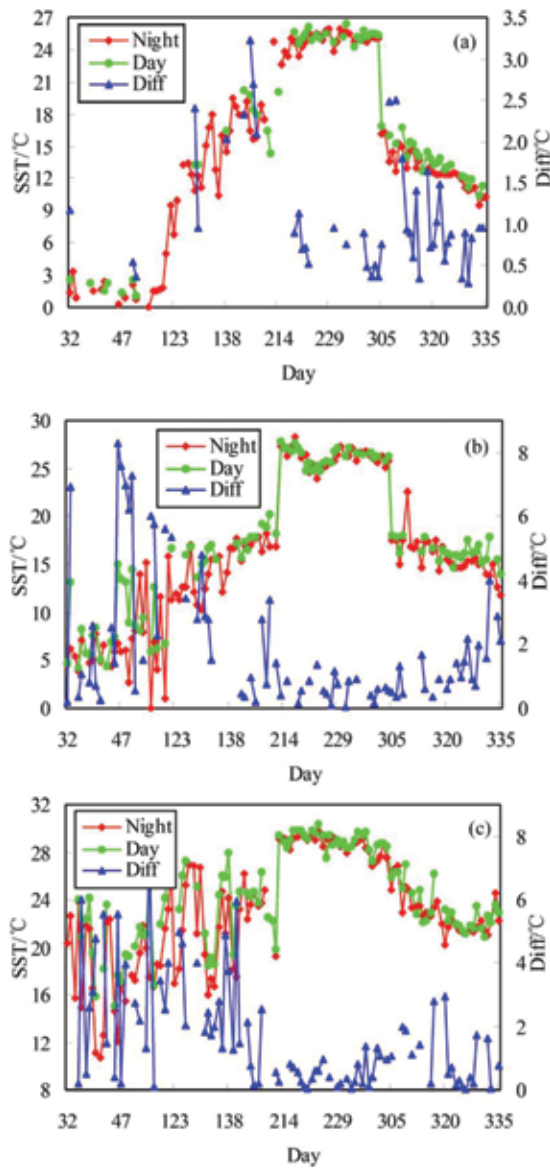 27
24
21
18
15
12
9
6
3
0
SST/°C
Night
Day
Diff
(a)
3.5
3.0
2.5
2.0
1.5
1.0
0.5
0.0
Diff/°C
32 47 123 138 214 229 305 320 335
Day
30
25
20
15
10
5
0
SST/°C
Night
Day
Diff
(b)
8
6
4
2
0
Diff/°C
32 47 123 138 214 229 305 320 335
Day
32
28
24
20
16
12
8
SST/°C
Night
Day
Diff
(c)
8
6
4
2
0
Diff/°C
32 47 123 138 214 229 305 320 335
Day